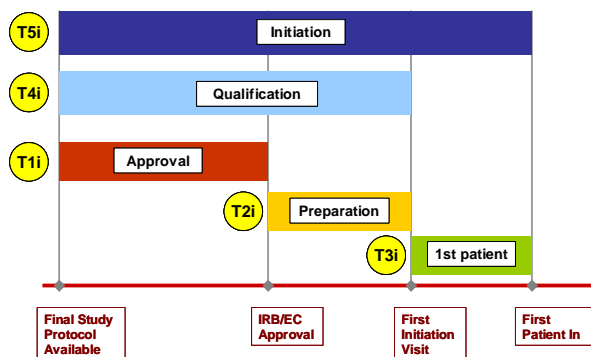 T5i
Initiation
T4i
Qualification
T1i
Approval
T2i
Preparation
T3i
1st patient
Final Study
Protocol
Available
IRB/EC
Approval
First
Initiation
Visit
First
Patient In